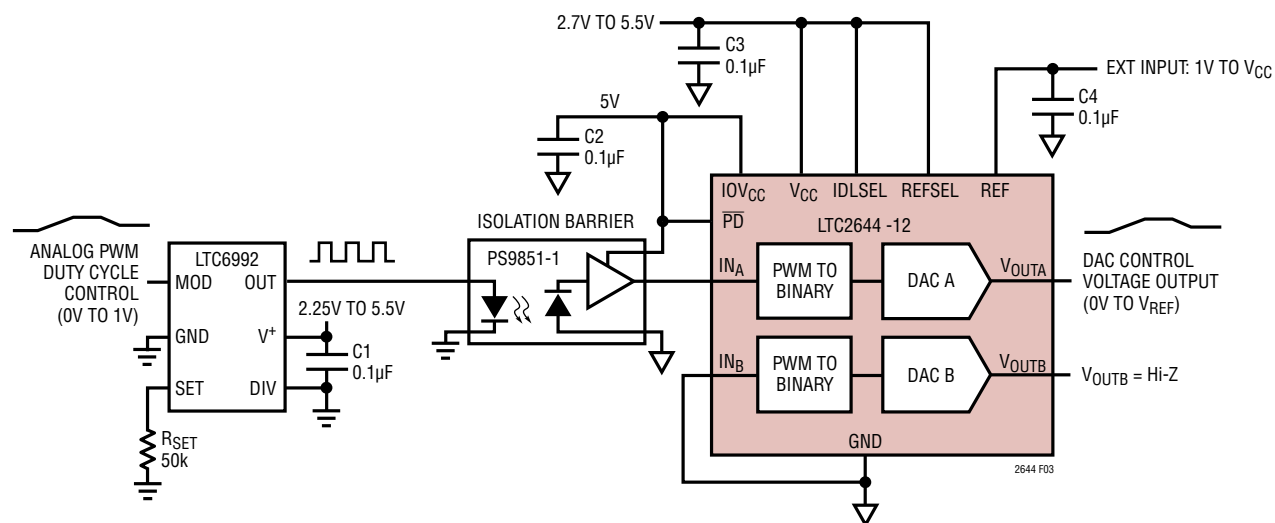 2.7V TO 5.5V
C3
0.1µF
EXT INPUT: 1V TO VCC
C4
0.1µF
5V
C2
0.1µF
IOVCC
VCC
IDLSEL
REFSEL
REF
PD
LTC2644 -12
ISOLATION BARRIER
PS9851-1
ANALOG PWM
DUTY CYCLE
CONTROL
(0V TO 1V)
LTC6992
MOD
OUT
GND
V+
SET
DIV
2.25V TO 5.5V
C1
0.1µF
RSET
50k
INA
PWM TO
BINARY
DAC A
VOUTA
DAC CONTROL
VOLTAGE OUTPUT
(0V TO VREF)
INB
PWM TO
BINARY
DAC B
VOUTB
VOUTB = Hi-Z
GND
2644 F03